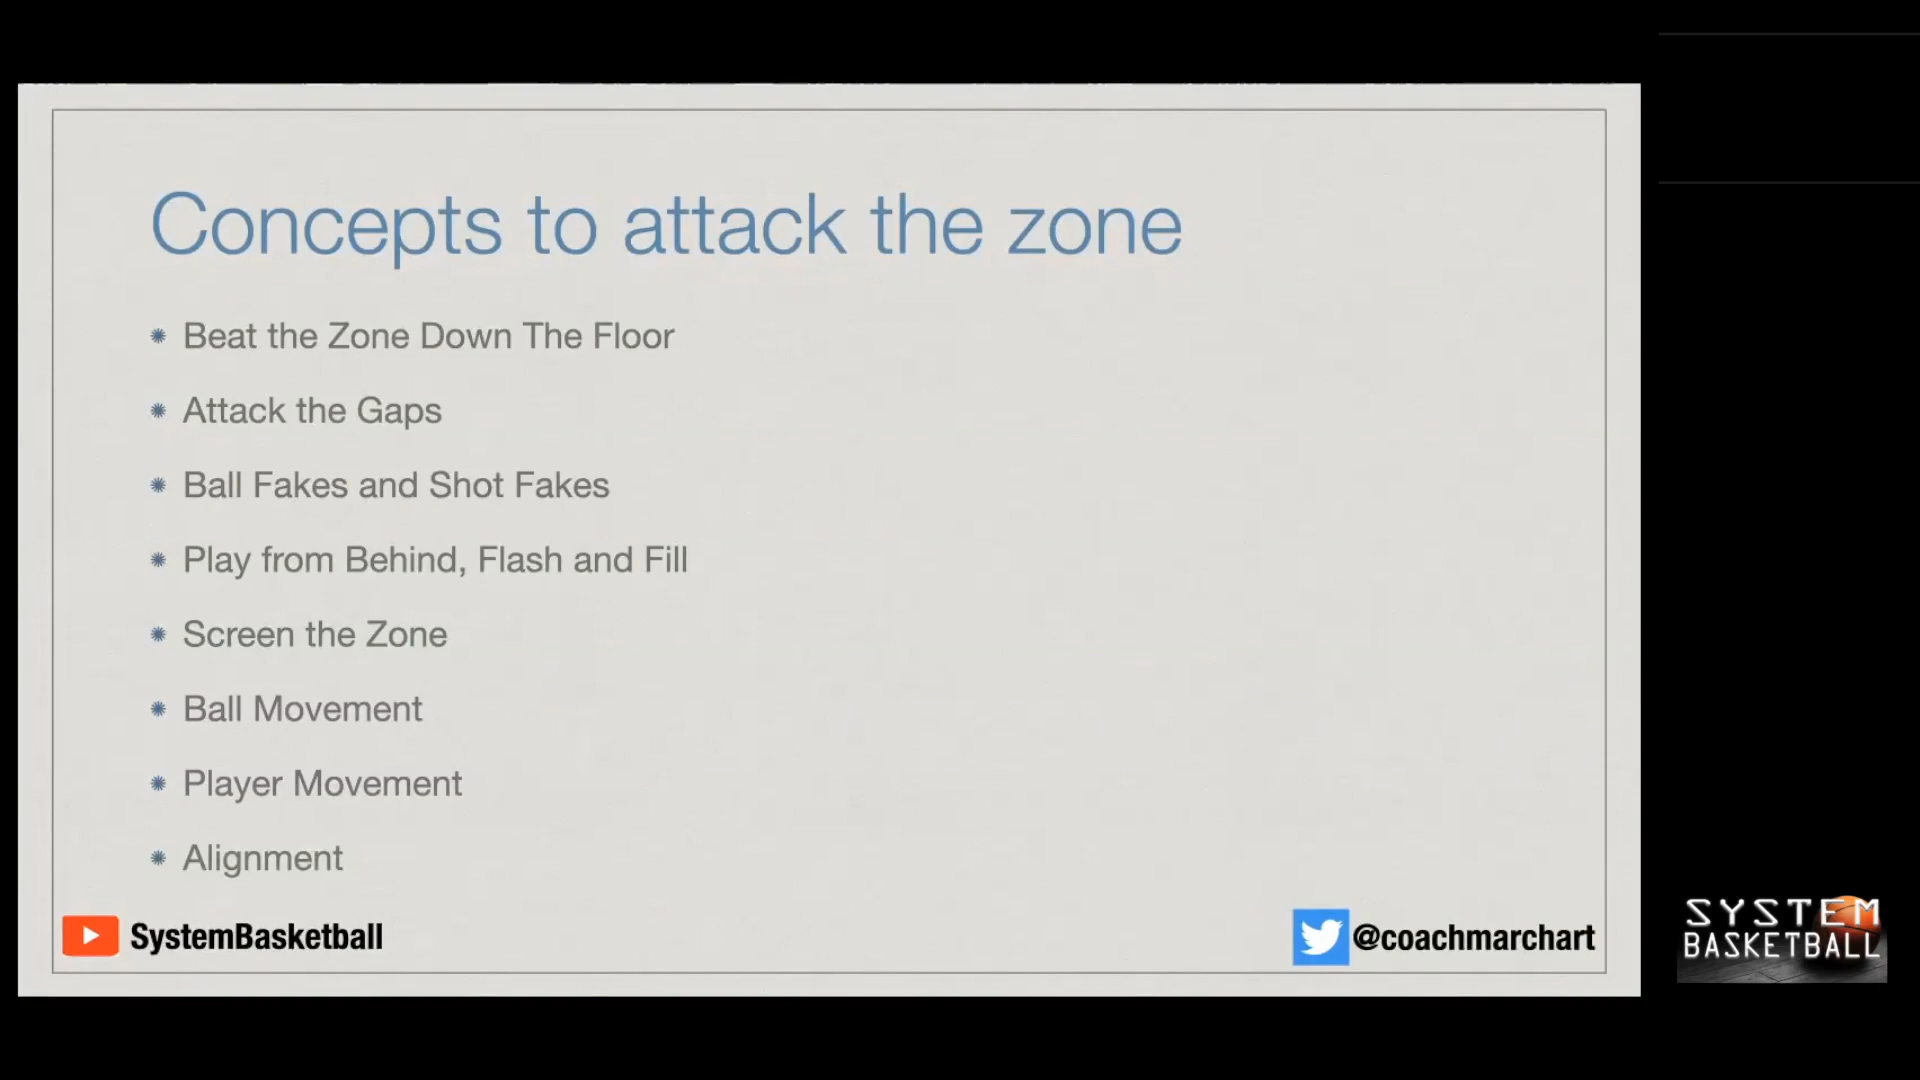 Concepts to attack the zone
Beat the Zone Down The Floor
Attack the Gaps
Ball Fakes and Shot Fakes
Play from Behind, Flash and Fill
Screen the Zone
Ball Movement
Player Movement
Alignment
SystemBasketball
@coachmarchart
SYSTEM
BASKETBALL